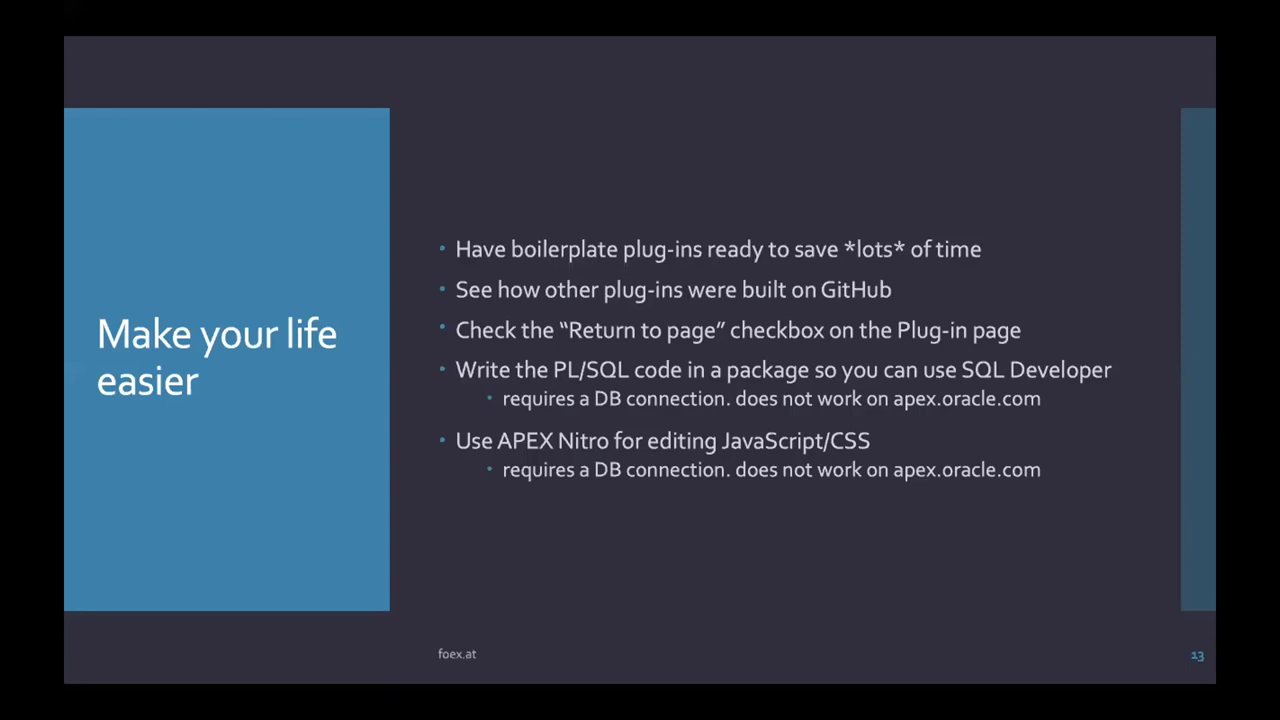 Make your life
easier
• Have boilerplate plug-ins ready to save *lots* of time
• See how other plug-ins were built on GitHub
• Check the “Return to page” checkbox on the Plug-in page
• Write the PL/SQL code in a package so you can use SQL Developer
• requires a DB connection. does not work on apex.oracle.com
• Use APEX Nitro for editing JavaScript/CSS
• requires a DB connection. does not work on apex.oracle.com
foex.at
13